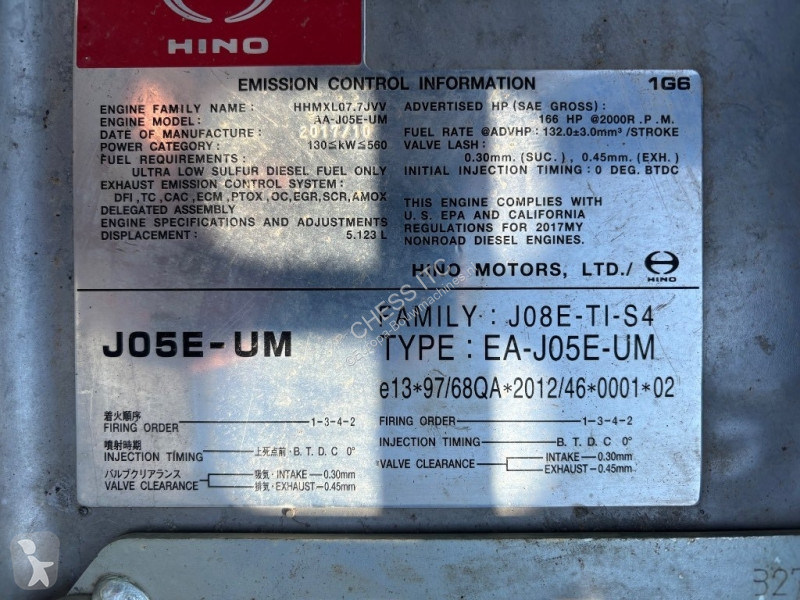 HINO
EMISSION CONTROL INFORMATION 1G6
ENGINE FAMILY NAME : HHMXL07.7JVV
ENGINE MODEL: AA-J05E-UM
DATE OF MANUFACTURE: 2017/10
POWER CATEGORY: 130≦kW≦560
FUEL REQUIREMENTS:
ULTRA LOW SULFUR DIESEL FUEL ONLY
EXHAUST EMISSION CONTROL SYSTEM:
DFI ,TC ,CAC ,ECM ,PTOX ,OC,EGR,SCR,AMOX
DELEGATED ASSEMBLY
ENGINE SPECIFICATIONS AND ADJUSTMENTS
DISPLACEMENT: 5.123 L
ADVERTISED HP (SAE GROSS):
166 HP @2000R .P .M.
FUEL RATE @ADVHP: 132.0±3.0mm³ /STROKE
VALVE LASH:
0.30mm. (SUC.) , 0.45mm. (EXH.)
INITIAL INJECTION TIMING: 0 DEG. BTDC
THIS ENGINE COMPLIES WITH
U. S. EPA AND CALIFORNIA
REGULATIONS FOR 2017MY
NONROAD DIESEL ENGINES.
HINO MOTORS, LTD./ HINO
J05E-UM
着火順序
FIRING ORDER 1-3-4-2
噴射時期
INJECTION TIMING 上死点前・B. T. D. C 0°
バルブクリアランス
VALVE CLEARANCE
吸気・INTAKE 0.30mm
排気・EXHAUST 0.45mm
FAMILY : J08E-TI-S4
TYPE : EA-J05E-UM
e13*97/68QA*2012/46*0001*02
FIRING ORDER 1-3-4-2
INJECTION TIMING B. T. D. C 0°
VALVE CLEARANCE
INTAKE 0.30mm
EXHAUST 0.45mm
CHESS ITC
327